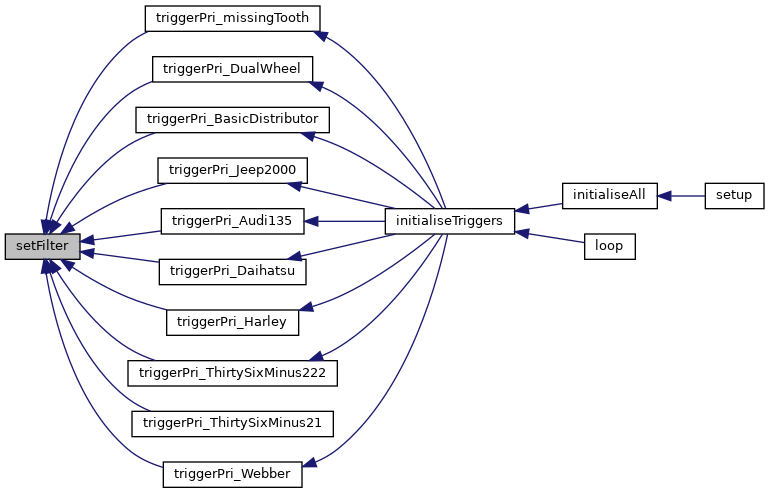 triggerPri_missingTooth
triggerPri_DualWheel
triggerPri_BasicDistributor
triggerPri_Jeep2000
initialiseAll
setup
triggerPri_Audi135
initialiseTriggers
setFilter
loop
triggerPri_Daihatsu
triggerPri_Harley
triggerPri_ThirtySixMinus222
triggerPri_ThirtySixMinus21
triggerPri_Webber